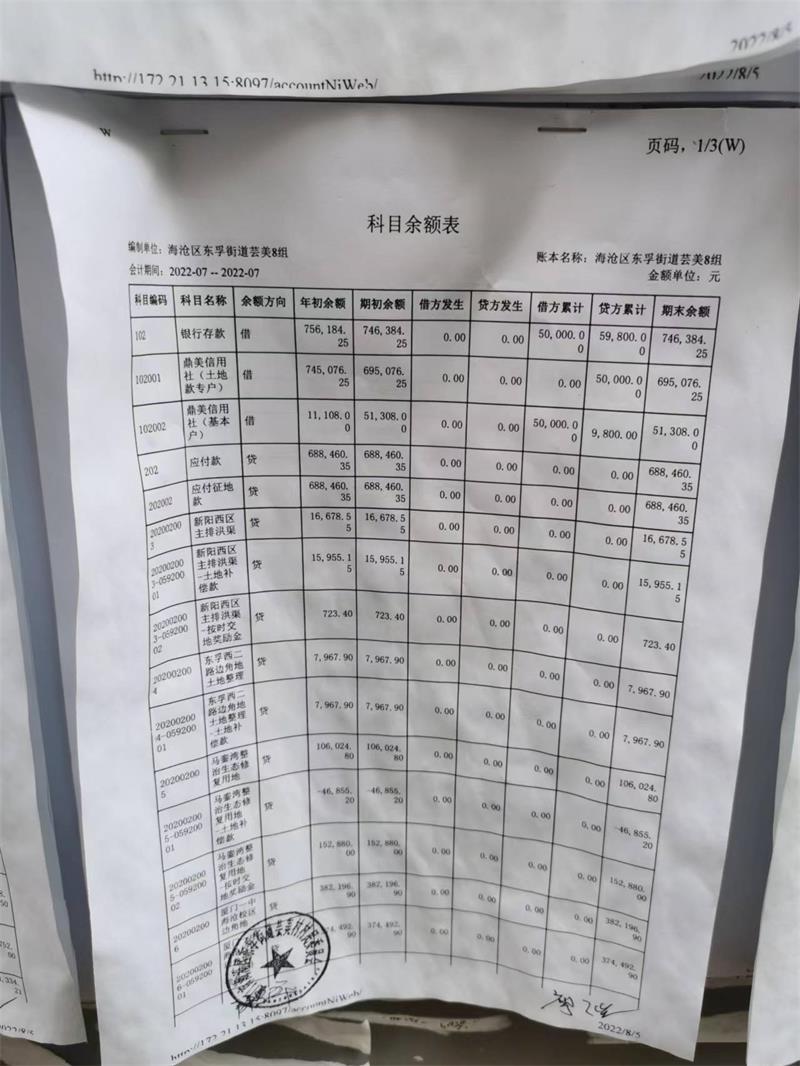 2022/8/5
http://172.21.13.15:8097/accountNiWeb/
2022/8/5
W
页码，1/3(W)
科目余额表
编制单位：海沧区东孚街道芸美8组
账本名称：海沧区东孚街道芸美8组
会计期间：2022-07 -- 2022-07
金额单位：元
科目编码 科目名称 余额方向 年初余额 期初余额 借方发生 贷方发生 借方累计 贷方累计 期末余额
102 银行存款 借 756,184.25 746,384.25 0.00 0.00 50,000.00 59,800.00 746,384.25
102001 鼎美信用社（土地款专户） 借 745,076.25 695,076.25 0.00 0.00 0.00 50,000.00 695,076.25
102002 鼎美信用社（基本户） 借 11,108.00 51,308.00 0.00 0.00 50,000.00 9,800.00 51,308.00
202 应付款 贷 688,460.35 688,460.35 0.00 0.00 0.00 0.00 688,460.35
202002 应付征地款 贷 688,460.35 688,460.35 0.00 0.00 0.00 0.00 688,460.35
202002003 新阳西区主排洪渠 贷 16,678.55 16,678.55 0.00 0.00 0.00 0.00 16,678.55
202002003-05920001 新阳西区主排洪渠-土地补偿款 贷 15,955.15 15,955.15 0.00 0.00 0.00 0.00 15,955.15
202002003-05920002 新阳西区主排洪渠-按时交地奖励金 贷 723.40 723.40 0.00 0.00 0.00 0.00 723.40
202002004 东孚西二路边角地土地整理 贷 7,967.90 7,967.90 0.00 0.00 0.00 0.00 7,967.90
202002004-05920001 东孚西二路边角地土地整理-土地补偿款 贷 7,967.90 7,967.90 0.00 0.00 0.00 0.00 7,967.90
202002005 马銮湾整治生态修复用地 贷 106,024.80 106,024.80 0.00 0.00 0.00 0.00 106,024.80
202002005-05920001 马銮湾整治生态修复用地-土地补偿款 贷 -46,855.20 -46,855.20 0.00 0.00 0.00 0.00 -46,855.20
202002005-05920002 马銮湾整治生态修复用地-按时交地奖励金 贷 152,880.00 152,880.00 0.00 0.00 0.00 0.00 152,880.00
202002006 厦门一中海沧校区边角地 贷 382,196.90 382,196.90 0.00 0.00 0.00 0.00 382,196.90
374,492.90 0.00 0.00 0.00 0.00 374,492.90
http://172.21.13.15:8097/accountNiWeb/
2022/8/5
2022/8/5